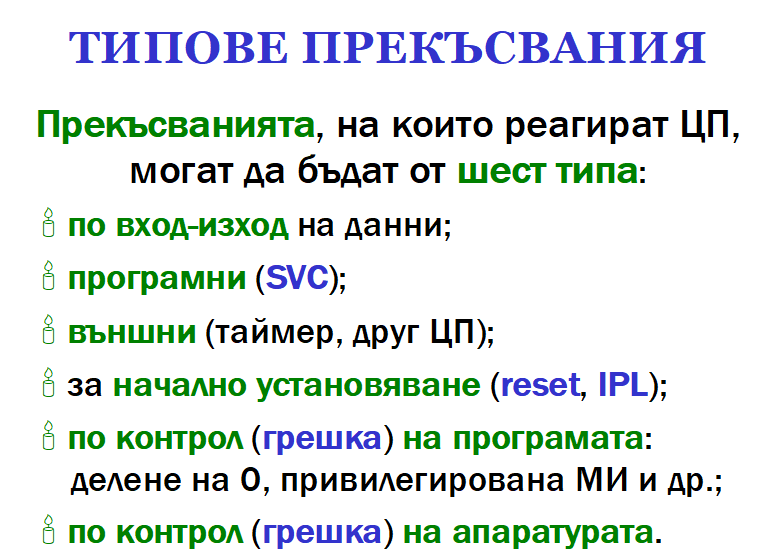 ТИПОВЕ ПРЕКЪСВАНИЯ
Прекъсванията, на които реагират ЦП,
могат да бъдат от шест типа:
по вход-изход на данни;
програмни (SVC);
външни (таймер, друг ЦП);
за начално установяване (reset, IPL);
по контрол (грешка) на програмата:
делене на 0, привилегирована МИ и др.;
по контрол (грешка) на апаратурата.